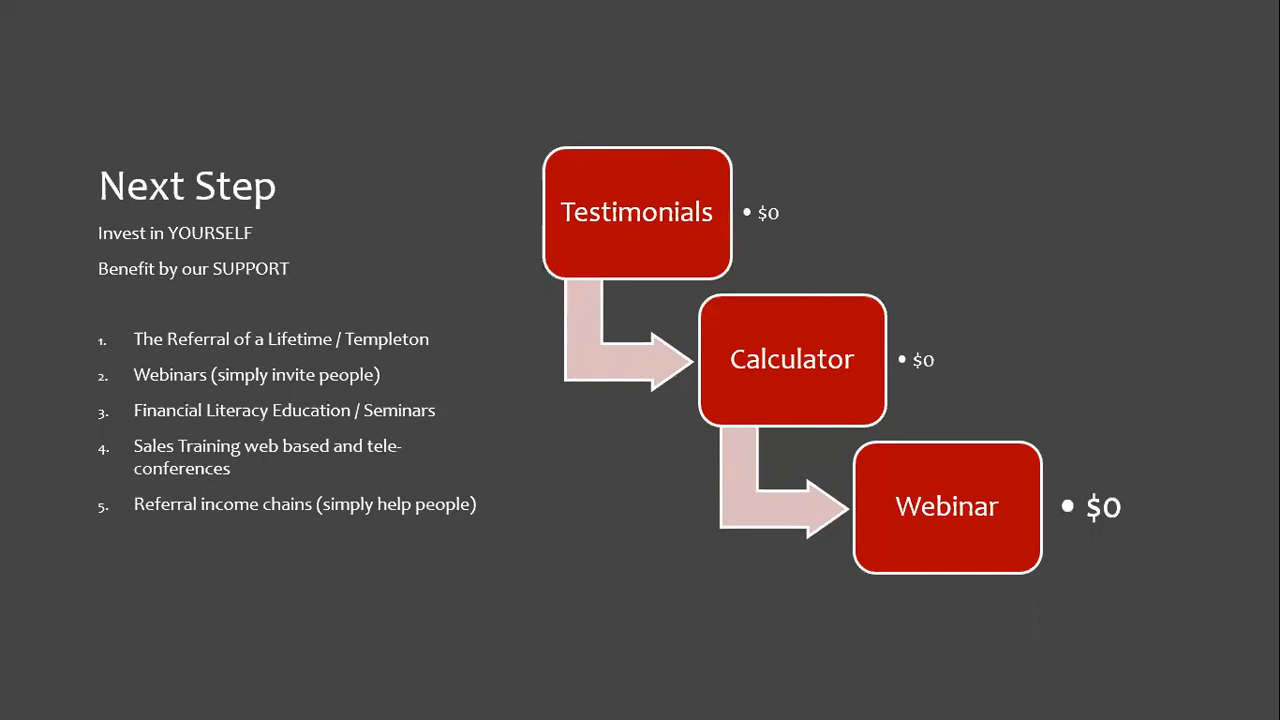 Next Step
Invest in YOURSELF
Benefit by our SUPPORT
1. The Referral of a Lifetime / Templeton
2. Webinars (simply invite people)
3. Financial Literacy Education / Seminars
4. Sales Training web based and tele-
conferences
5. Referral income chains (simply help people)
Testimonials
• $0
Calculator
• $0
Webinar
• $0